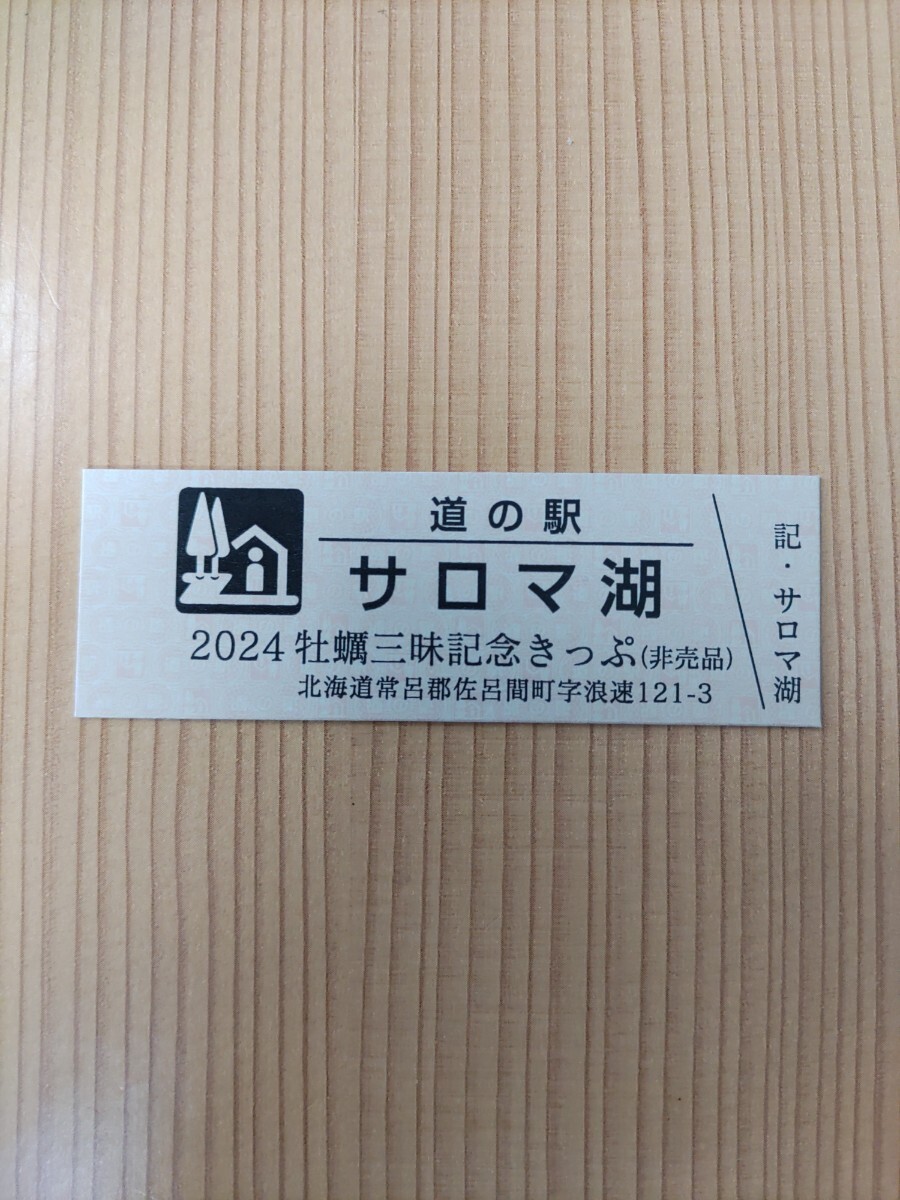 道の駅
サロマ湖
2024 牡蠣三昧記念きっぷ(非売品)
北海道常呂郡佐呂間町字浪速121-3
記・サロマ湖